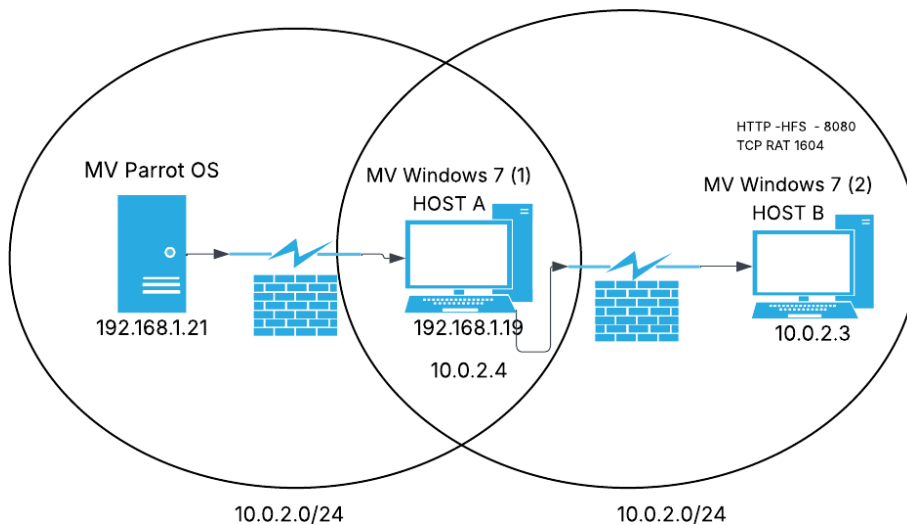 HTTP -HFS - 8080
TCP RAT 1604
MV Parrot OS
MV Windows 7 (1)
HOST A
MV Windows 7 (2)
HOST B
192.168.1.21
192.168.1.19
10.0.2.4
10.0.2.3
10.0.2.0/24
10.0.2.0/24